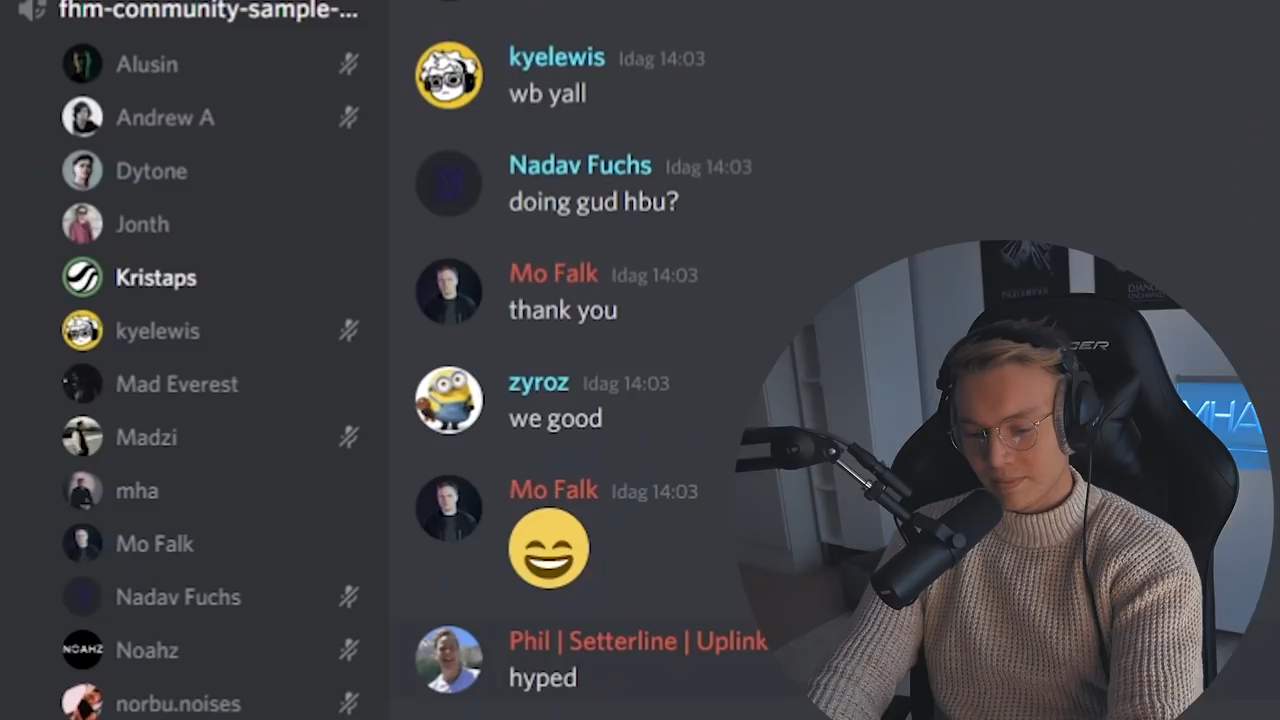 fhm-community-sample-...
Alusin
Andrew A
Dytone
Jonth
Kristaps
kyelewis
Mad Everest
Madzi
mha
Mo Falk
Nadav Fuchs
NOAHZ
Noahz
norbu.noises
kyelewis Idag 14:03
wb yall
Nadav Fuchs Idag 14:03
doing gud hbu?
Mo Falk Idag 14:03
thank you
zyroz Idag 14:03
we good
Mo Falk Idag 14:03
Phil | Setterline | Uplink
hyped
MHA